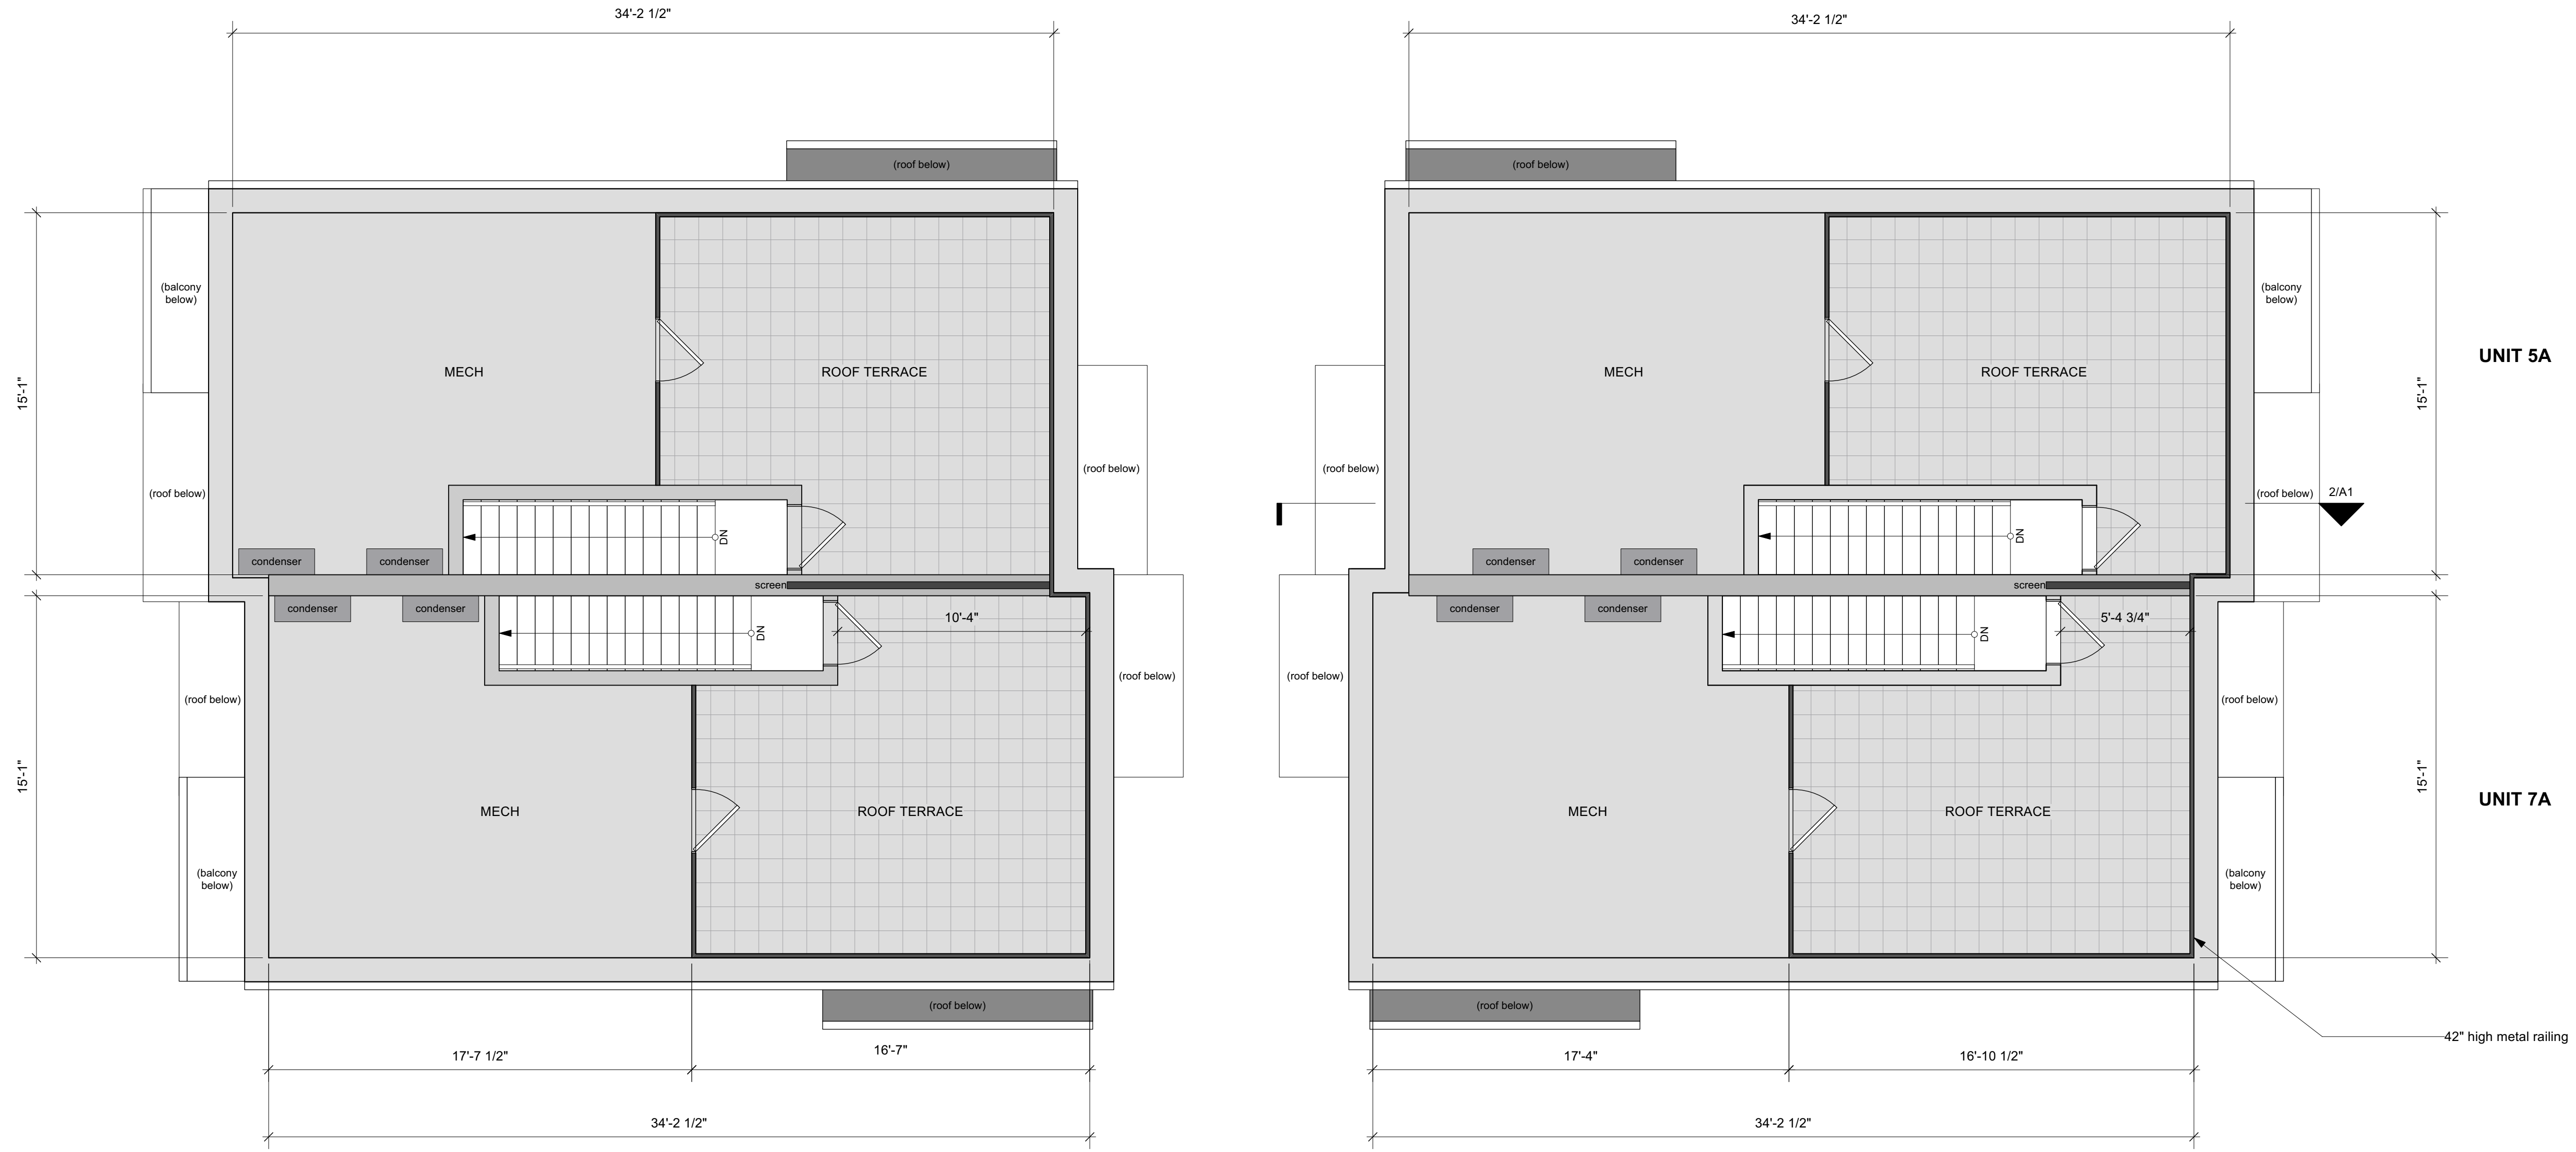 34'-2 1/2"
34'-2 1/2"
(roof below)
(roof below)
(balcony
below)
(balcony
below)
UNIT 5A
MECH
ROOF TERRACE
MECH
ROOF TERRACE
15'-1"
15'-1"
(roof below)
(roof below)
(roof below)
(roof below)
2/A1
DN
DN
condenser
condenser
condenser
condenser
screen
screen
condenser
condenser
condenser
condenser
10'-4"
5'-4 3/4"
DN
DN
(roof below)
(roof below)
(roof below)
(roof below)
15'-1"
15'-1"
UNIT 7A
MECH
ROOF TERRACE
MECH
ROOF TERRACE
(balcony
below)
(balcony
below)
(roof below)
(roof below)
42" high metal railing
17'-7 1/2"
16'-7"
17'-4"
16'-10 1/2"
34'-2 1/2"
34'-2 1/2"